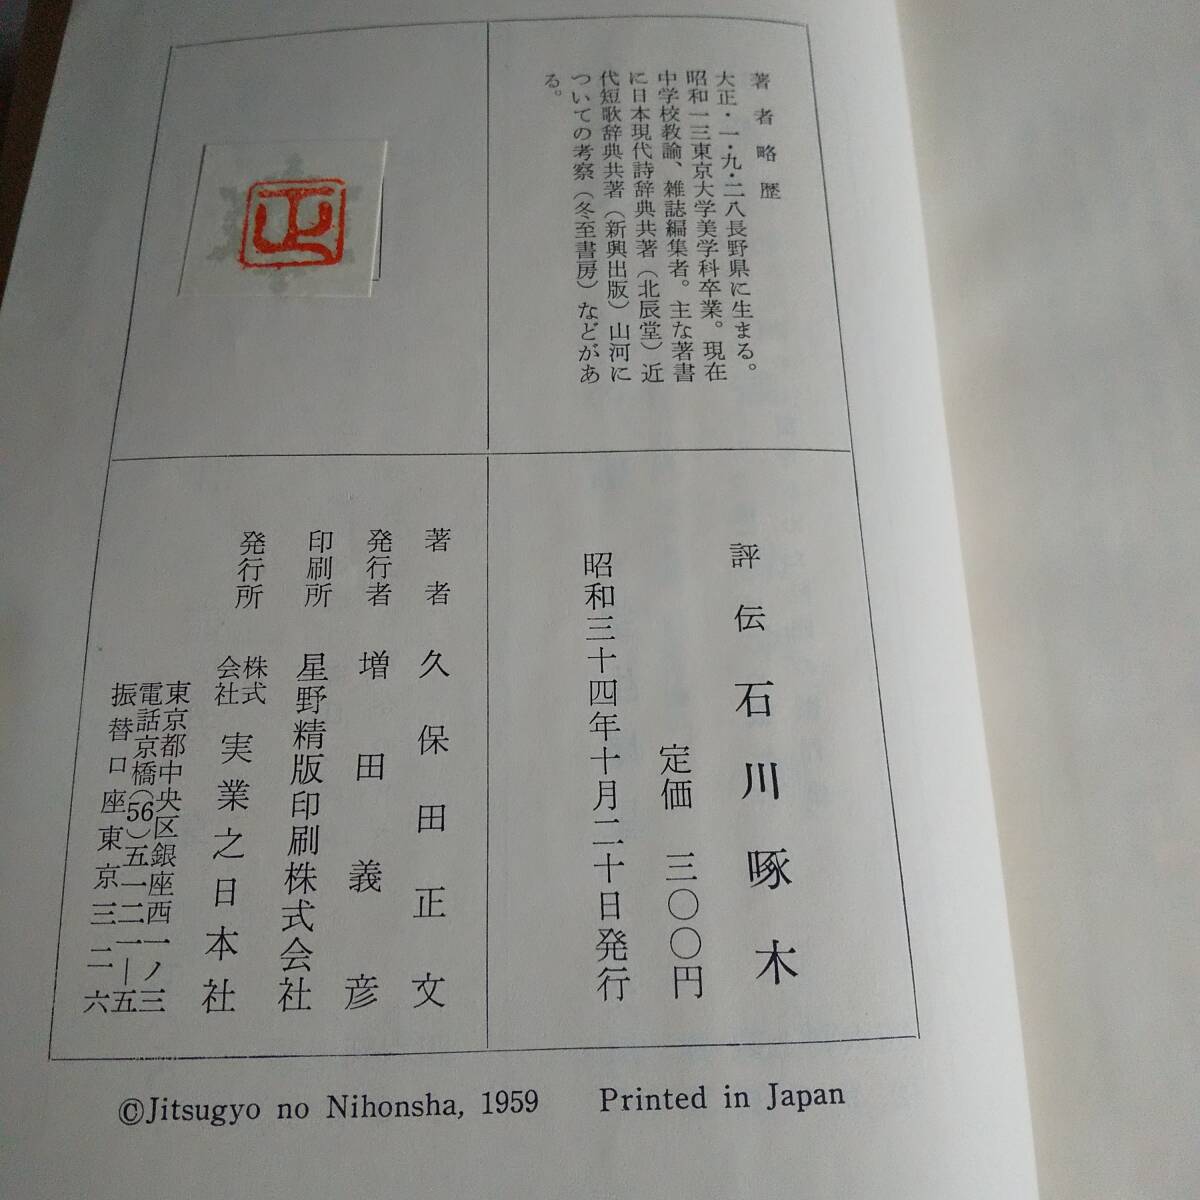 著者略歴
大正・一・九・二八長野県に生まる。
昭和一三東京大学美学科卒業。現在
中学校教諭、雑誌編集者。主な著書
に日本現代詩辞典共著（北辰堂）近
代短歌辞典共著（新興出版）山河に
ついての考察（冬至書房）などがあ
る。
正
評伝 石川啄木
定価 三〇〇円
昭和三十四年十月二十日発行
著者 久保田正文
発行者 増田義彦
印刷所 星野精版印刷株式会社
発行所 株式会社 実業之日本社
東京都中央区銀座西一ノ三
電話京橋(56)五一二一―五
振替口座東京三二六
©Jitsugyo no Nihonsha, 1959 Printed in Japan